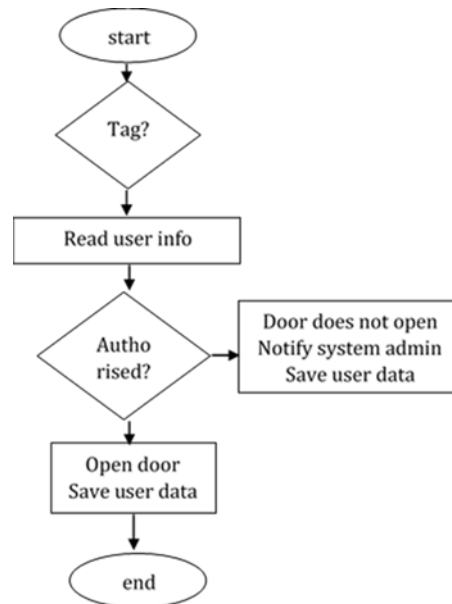 start
Tag?
Read user info
Autho
rised?
Door does not open
Notify system admin
Save user data
Open door
Save user data
end